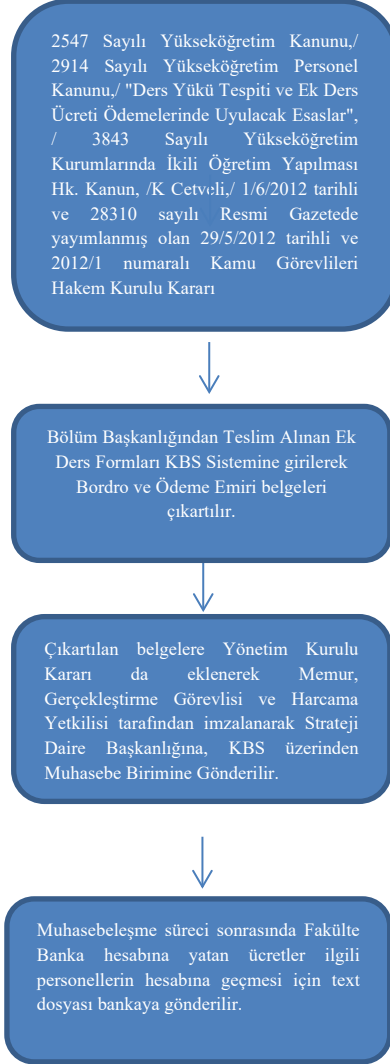 2547 Sayılı Yükseköğretim Kanunu,/
2914 Sayılı Yükseköğretim Personel
Kanunu,/ "Ders Yükü Tespiti ve Ek Ders
Ücreti Ödemelerinde Uyulacak Esaslar",
/ 3843 Sayılı Yükseköğretim
Kurumlarında İkili Öğretim Yapılması
Hk. Kanun, /K Cetveli,/ 1/6/2012 tarihli
ve 28310 sayılı Resmi Gazetede
yayımlanmış olan 29/5/2012 tarihli ve
2012/1 numaralı Kamu Görevlileri
Hakem Kurulu Kararı
Bölüm Başkanlığından Teslim Alınan Ek
Ders Formları KBS Sistemine girilerek
Bordro ve Ödeme Emiri belgeleri
çıkartılır.
Çıkartılan belgelere Yönetim Kurulu
Kararı da eklenerek Memur,
Gerçekleştirme Görevlisi ve Harcama
Yetkilisi tarafından imzalanarak Strateji
Daire Başkanlığına, KBS üzerinden
Muhasebe Birimine Gönderilir.
Muhasebeleşme süreci sonrasında Fakülte
Banka hesabına yatan ücretler ilgili
personellerin hesabına geçmesi için text
dosyası bankaya gönderilir.